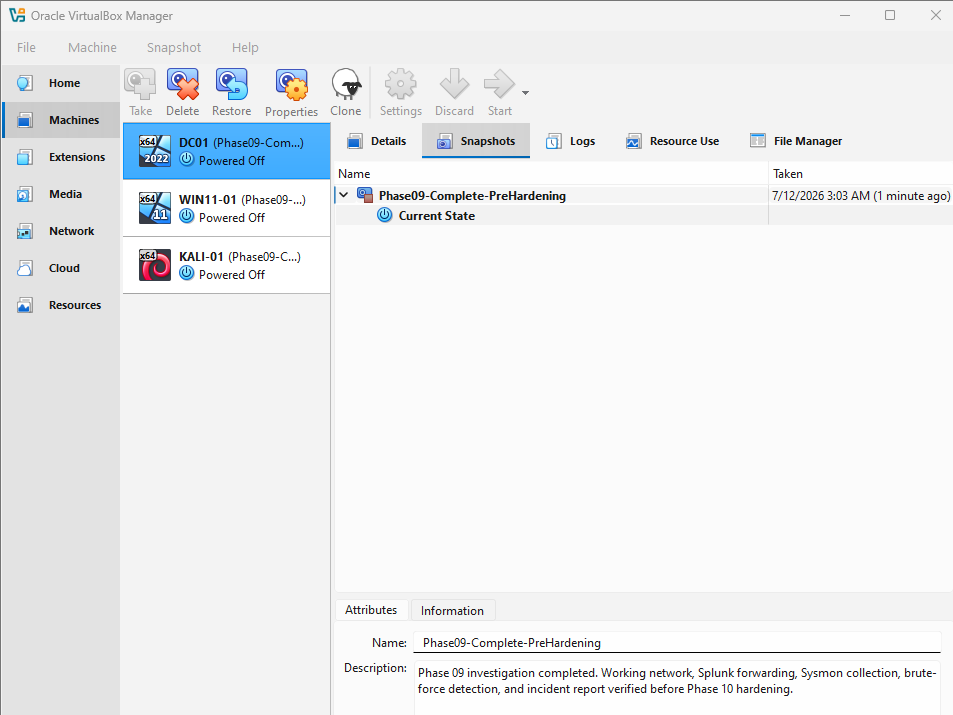 Oracle VirtualBox Manager
File Machine Snapshot Help
Home
Machines
Extensions
Media
Network
Cloud
Resources
Take Delete Restore Properties Clone Settings Discard Start
x64 2022 DC01 (Phase09-Com...)
Powered Off
x64 11 WIN11-01 (Phase09-...)
Powered Off
x64 KALI-01 (Phase09-C...)
Powered Off
Details Snapshots Logs Resource Use File Manager
Name Taken
Phase09-Complete-PreHardening 7/12/2026 3:03 AM (1 minute ago)
Current State
Attributes Information
Name: Phase09-Complete-PreHardening
Description: Phase 09 investigation completed. Working network, Splunk forwarding, Sysmon collection, brute-
force detection, and incident report verified before Phase 10 hardening.